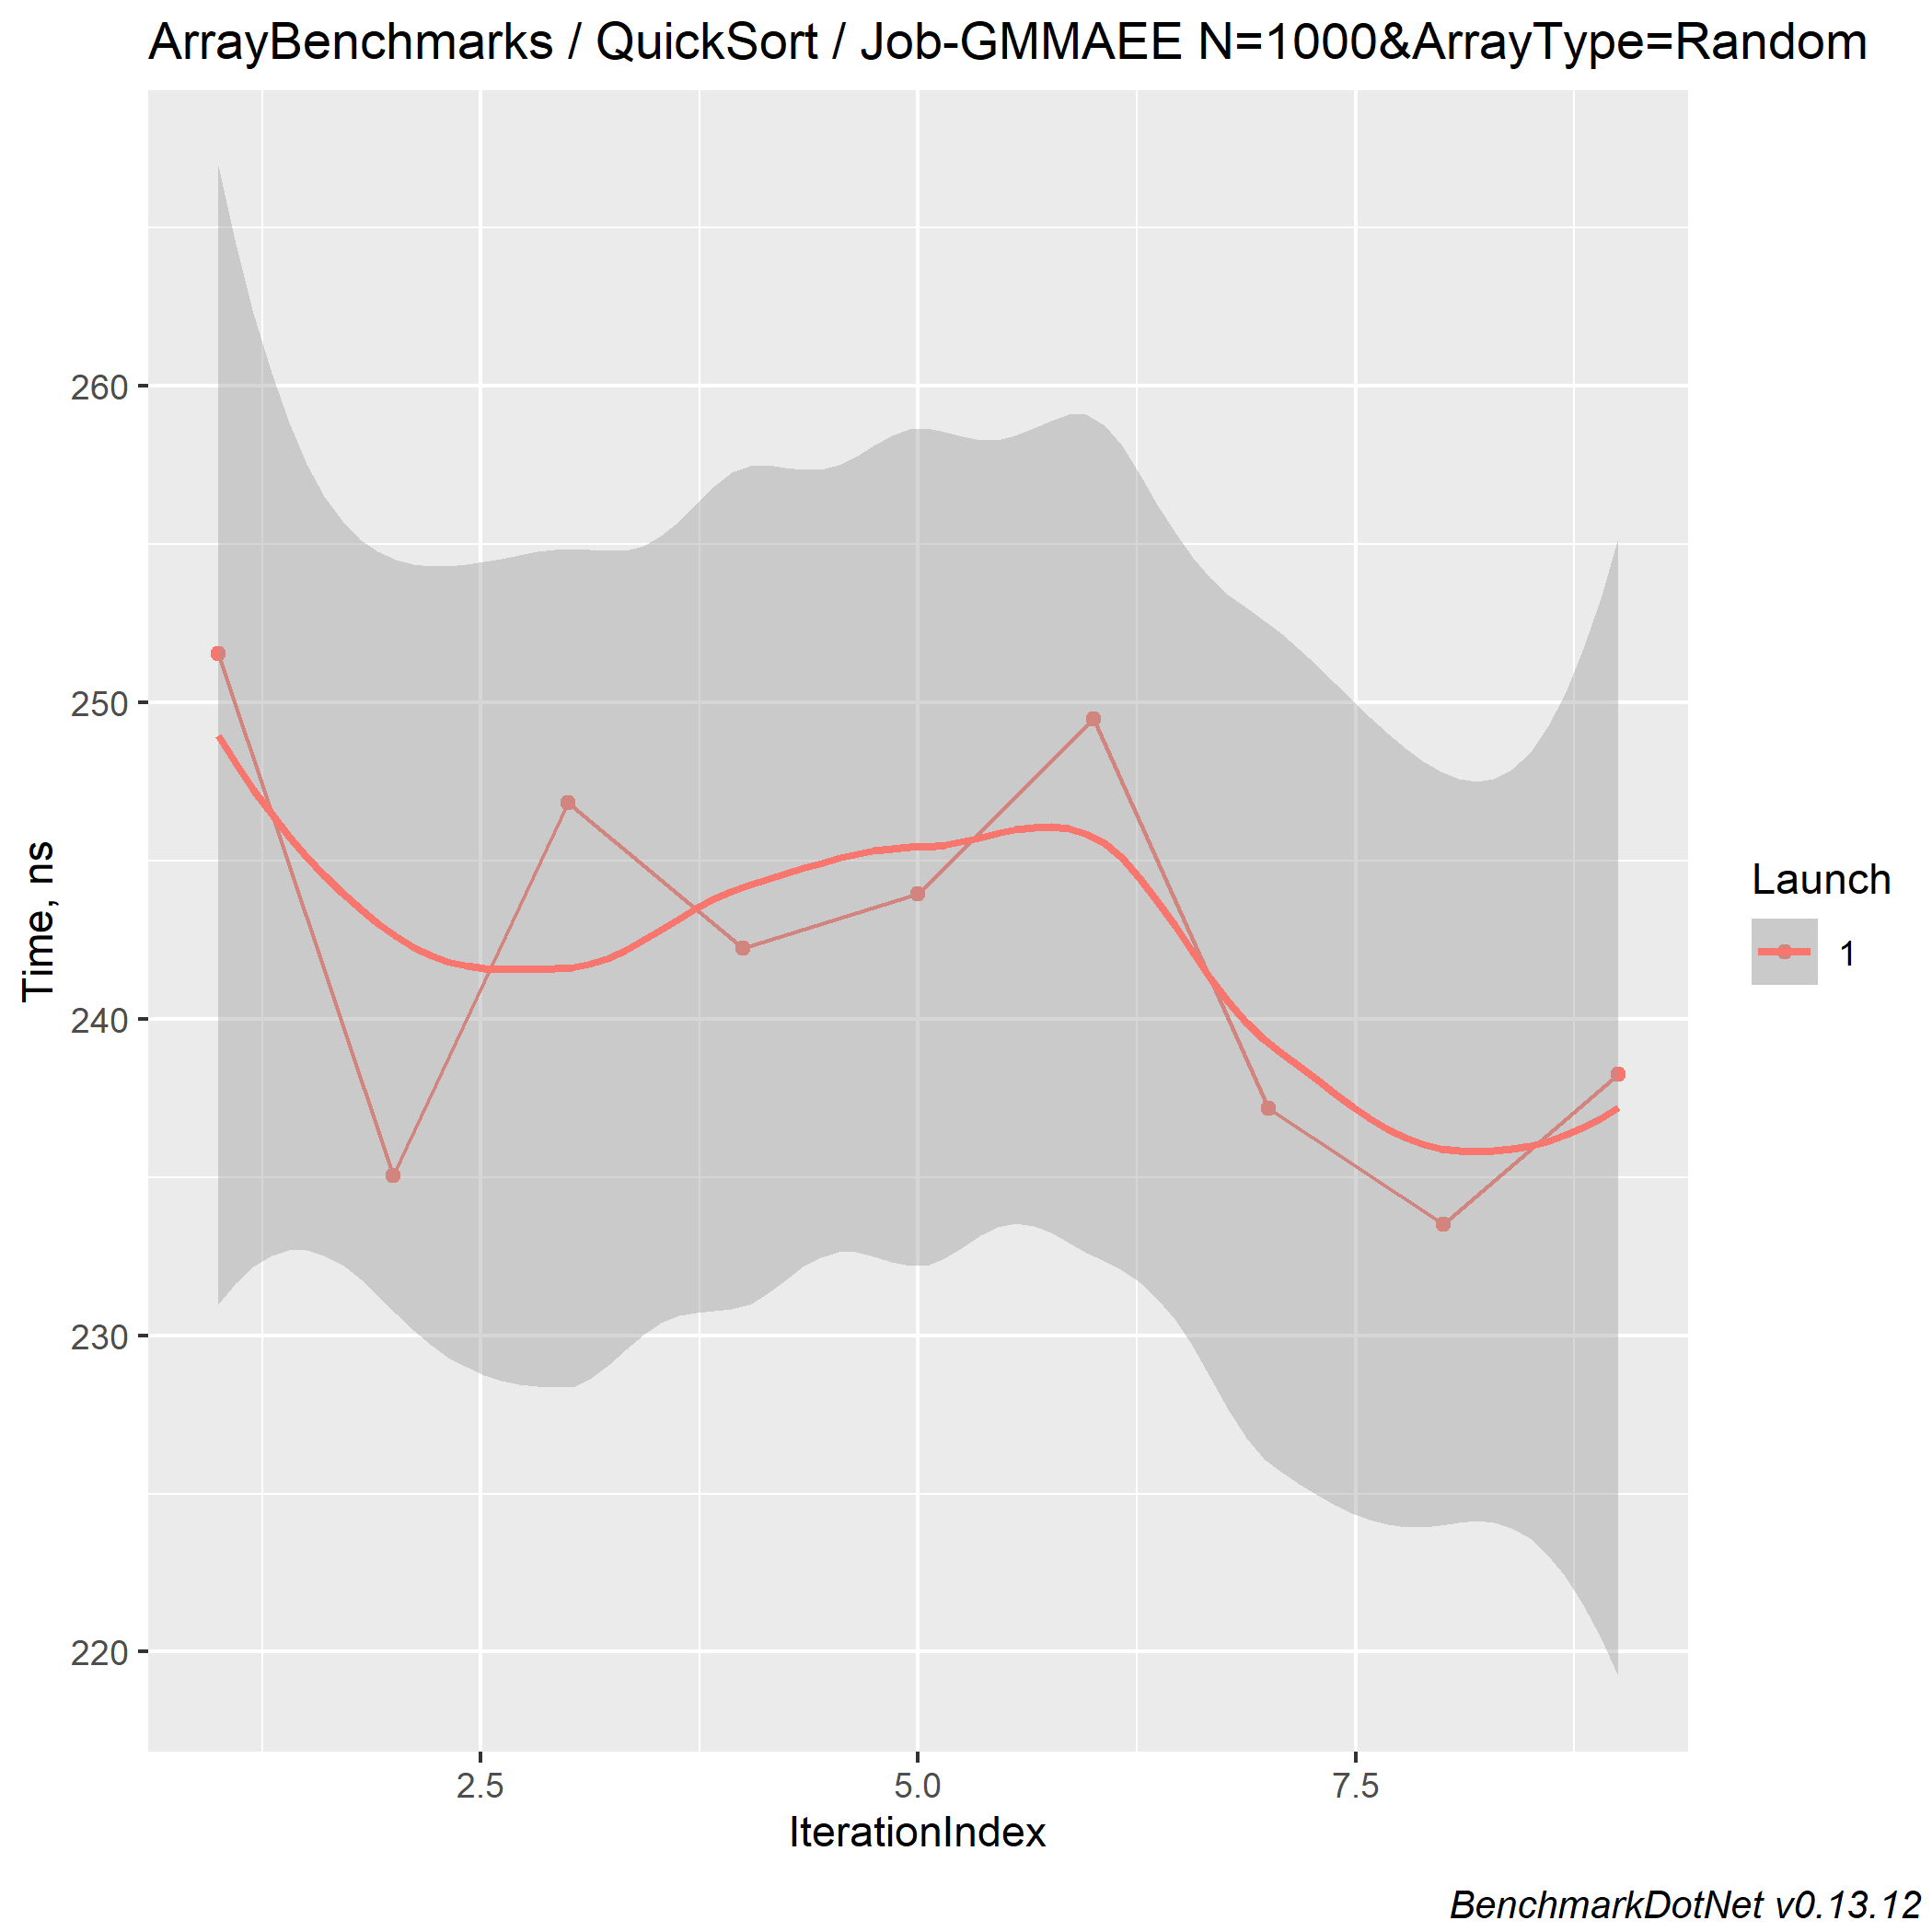 ArrayBenchmarks / QuickSort / Job-GMMAEE N=1000&ArrayType=Random
Time, ns
260
250
240
230
220
2.5 5.0 7.5
IterationIndex
Launch
1
BenchmarkDotNet v0.13.12